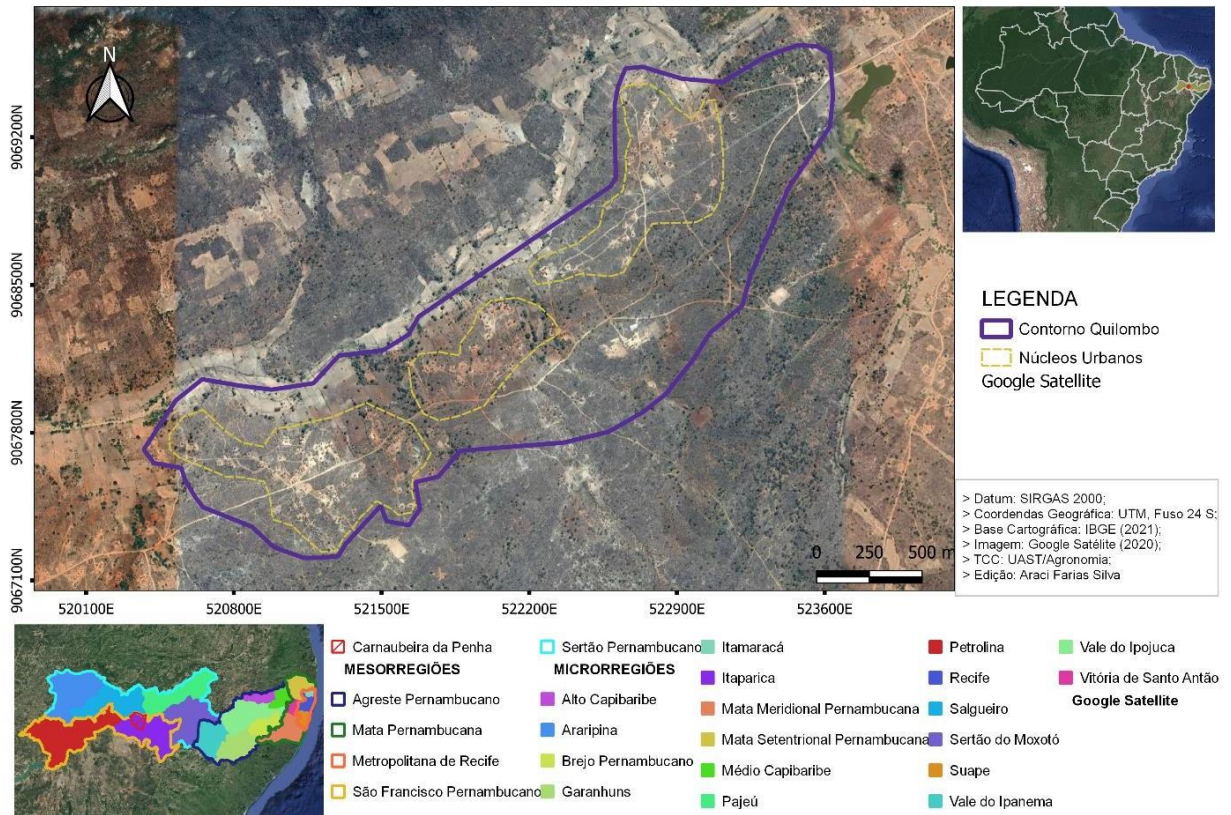 N
9069200N
9068500N
9067800N
9067100N
0 250 500 m
520100E 520800E 521500E 522200E 522900E 523600E
LEGENDA
Contorno Quilombo
Núcleos Urbanos
Google Satellite
> Datum: SIRGAS 2000;
> Coordendas Geográfica: UTM, Fuso 24 S;
> Base Cartográfica: IBGE (2021);
> Imagem: Google Satélite (2020);
> TCC: UAST/Agronomia;
> Edição: Araci Farias Silva
Carnaubeira da Penha
MESORREGIÕES
Agreste Pernambucano
Mata Pernambucana
Metropolitana de Recife
São Francisco Pernambucano
Sertão Pernambucano
MICRORREGIÕES
Alto Capibaribe
Araripina
Brejo Pernambucano
Garanhuns
Itamaracá
Itaparica
Mata Meridional Pernambucana
Mata Setentrional Pernambucana
Médio Capibaribe
Pajeú
Petrolina
Recife
Salgueiro
Sertão do Moxotó
Suape
Vale do Ipanema
Vale do Ipojuca
Vitória de Santo Antão
Google Satellite